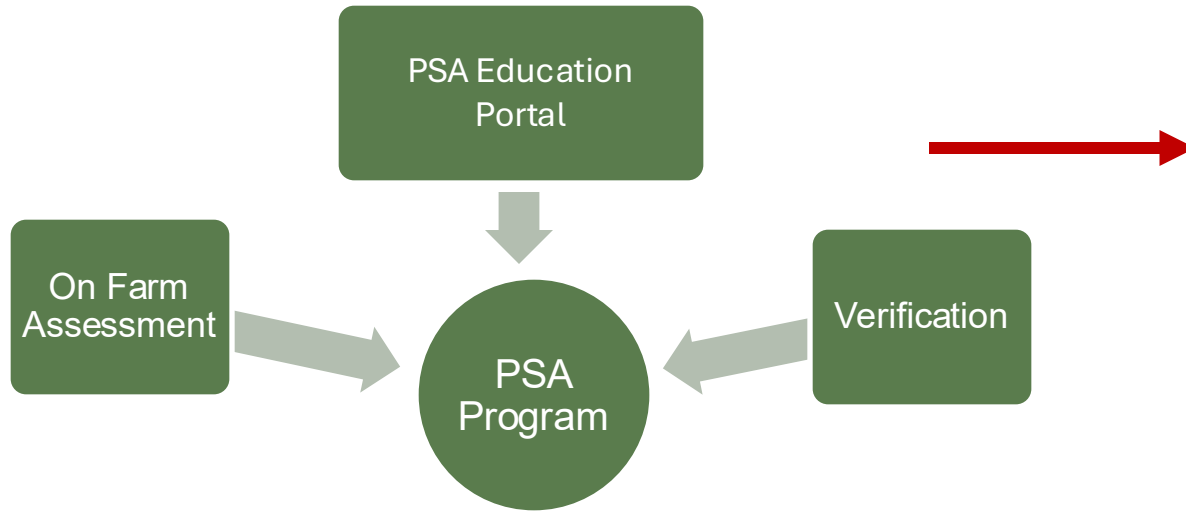 PSA Education
Portal
On Farm
Assessment
Verification
PSA
Program